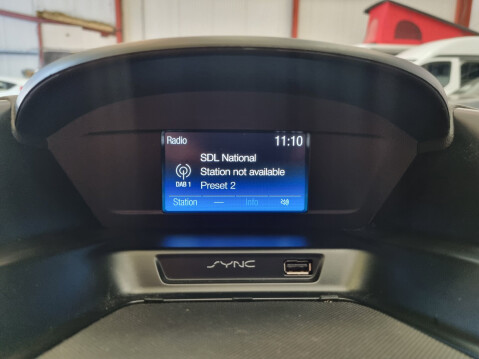 Radio 11:10
SDL National
Station not available
DAB 1
Preset 2
Station — Info
SYNC